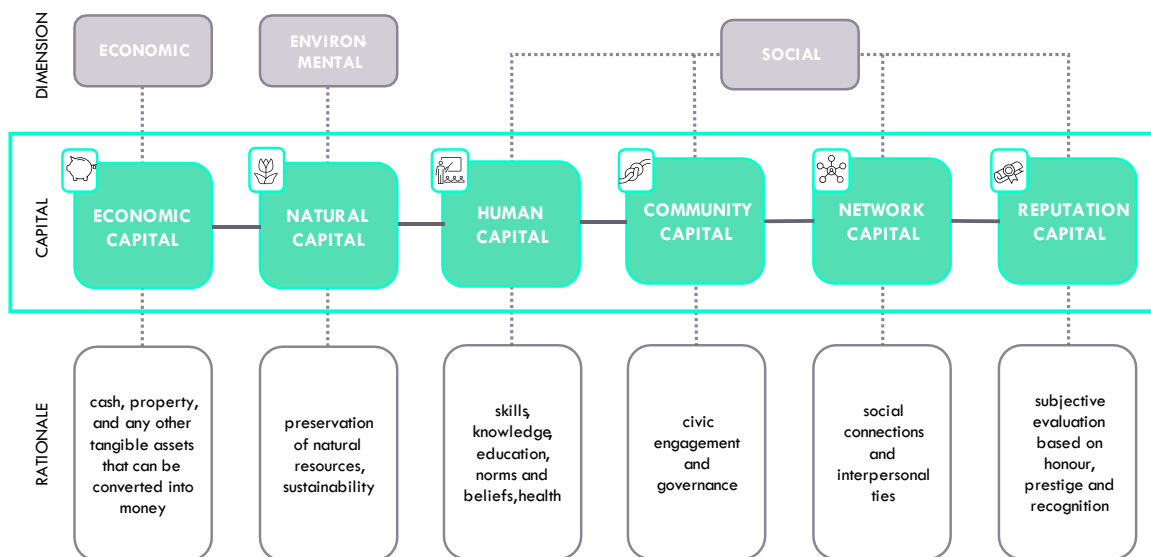 DIMENSION
ECONOMIC
ENVIRON-
MENTAL
SOCIAL
CAPITAL
ECONOMIC
CAPITAL
NATURAL
CAPITAL
HUMAN
CAPITAL
COMMUNITY
CAPITAL
NETWORK
CAPITAL
REPUTATION
CAPITAL
RATIONALE
cash, property,
and any other
tangible assets
that can be
converted into
money
preservation
of natural
resources,
sustainability
skills,
knowledge,
education,
norms and
beliefs,health
civic
engagement
and
governance
social
connections
and
interpersonal
ties
subjective
evaluation
based on
honour,
prestige and
recognition